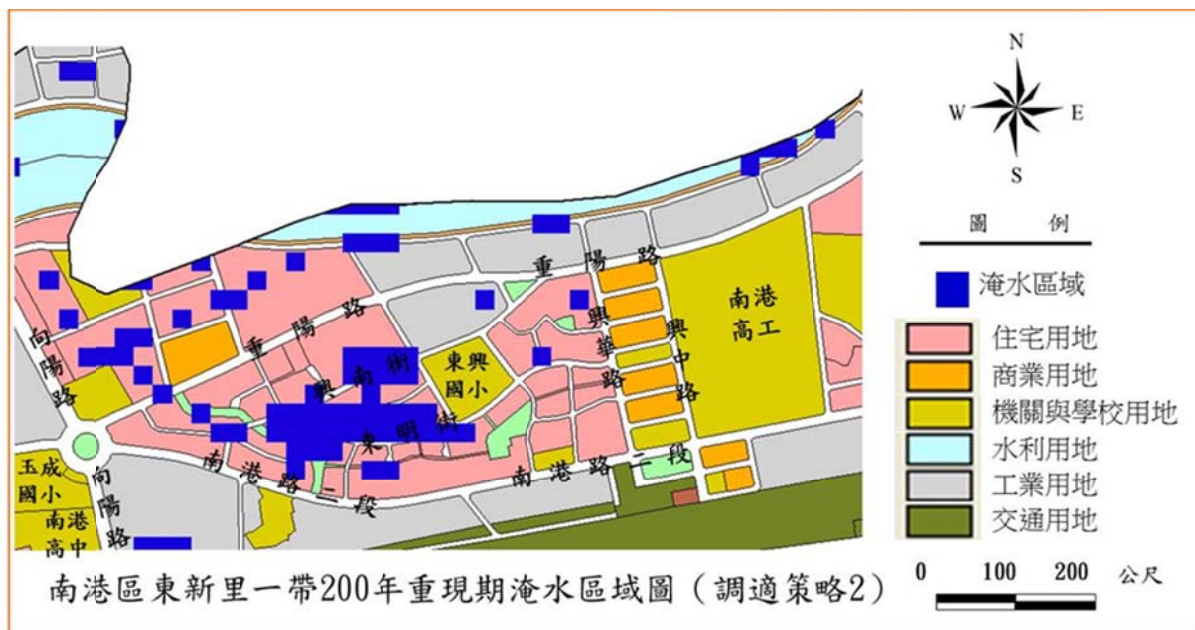 N
W E
S
圖 例
淹水區域
住宅用地
商業用地
機關與學校用地
水利用地
工業用地
交通用地
0 100 200 公尺
重陽路
重陽路
向陽路
向陽路
興南街
東明街
興華路
興中路
南港路二段
南港路三段
東興
國小
南港
高工
玉成
國小
南港
高中
南港區東新里一帶200年重現期淹水區域圖（調適策略2）